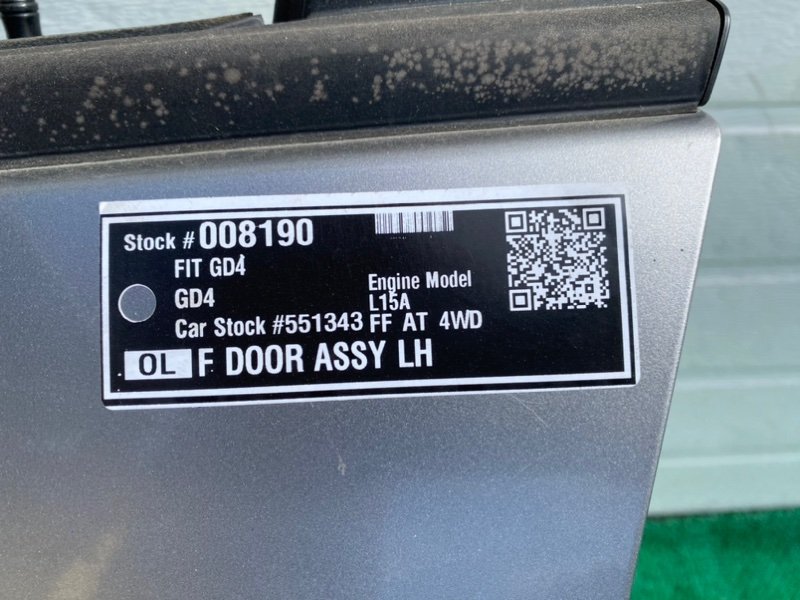 Stock # 008190
FIT GD4
GD4
Engine Model
L15A
Car Stock #551343 FF AT 4WD
OL F DOOR ASSY LH